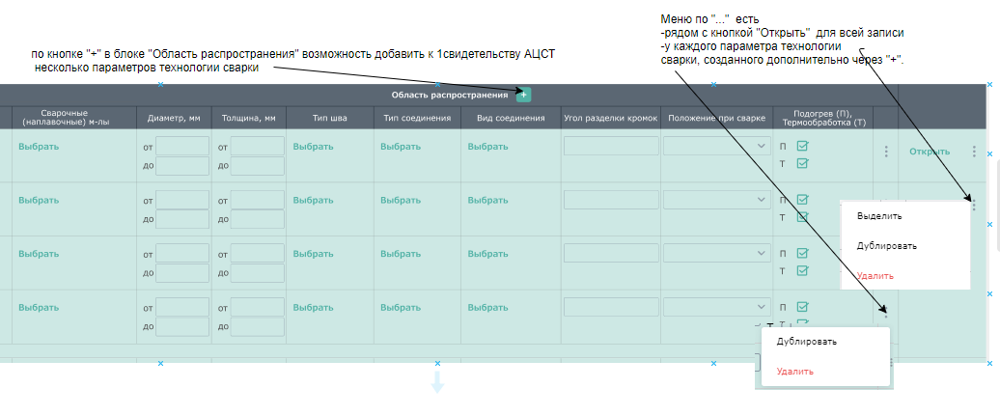 Меню по "..." есть
-рядом с кнопкой "Открыть" для всей записи
-у каждого параметра технологии
сварки, созданного дополнительно через "+".
по кнопке "+" в блоке "Область распространения" возможность добавить к 1свидетельству АЦСТ
несколько параметров технологии сварки
Область распространения +
Сварочные (наплавочные) м-лы Диаметр, мм Толщина, мм Тип шва Тип соединения Вид соединения Угол разделки кромок Положение при сварке Подогрев (П), Термообработка (Т)
Выбрать от от Выбрать Выбрать Выбрать П Открыть
до до Т
Выбрать от от Выбрать Выбрать Выбрать П
до до Т
Выделить
Дублировать
Удалить
Выбрать от от Выбрать Выбрать Выбрать П
до до Т
Выбрать от от Выбрать Выбрать Выбрать П
до до Т
Дублировать
Удалить